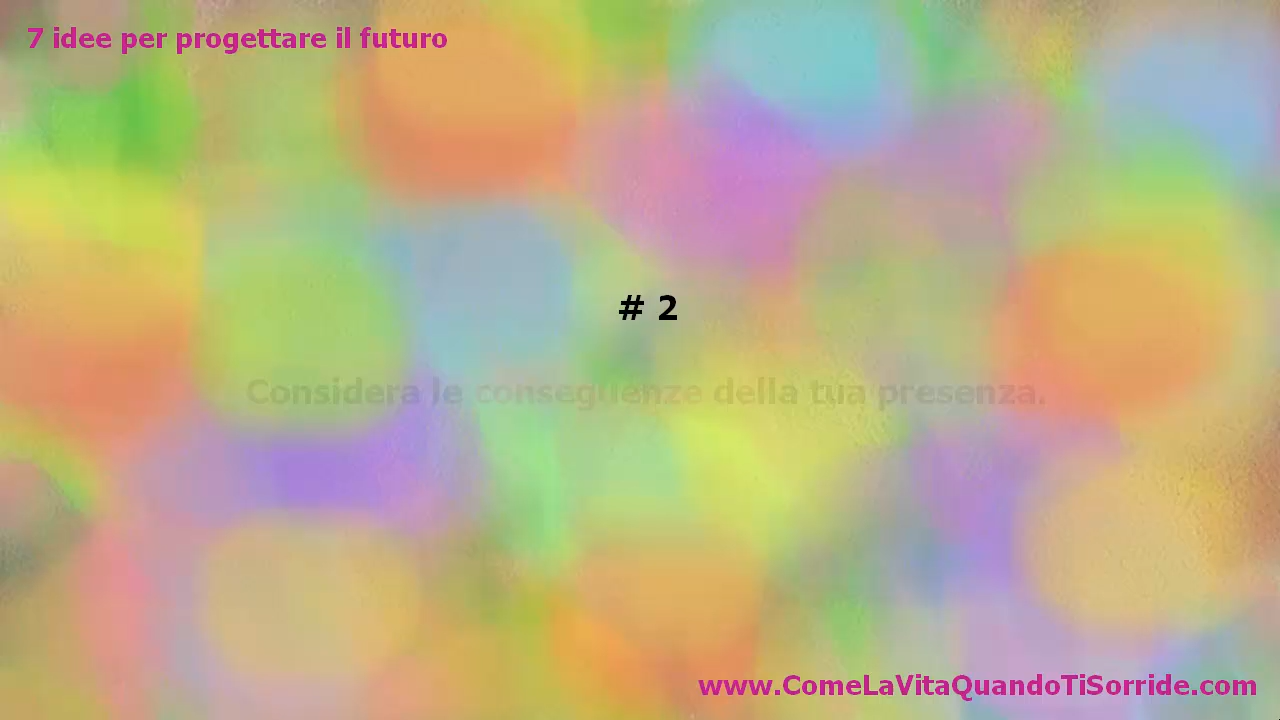 7 idee per progettare il futuro
# 2
Considera le conseguenze della tua presenza.
www.ComeLaVitaQuandoTiSorride.com